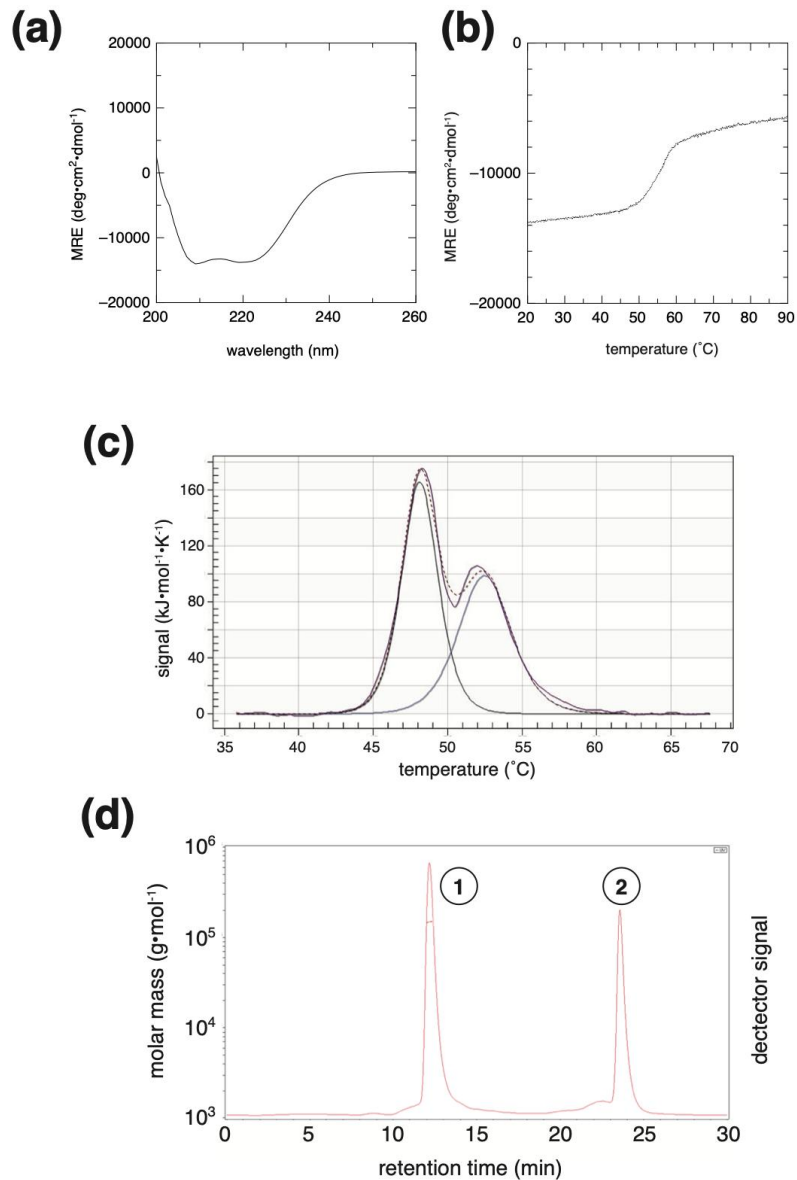 (a)
20000
10000
0
−10000
−20000
MRE (deg•cm²•dmol⁻¹)
200 220 240 260
wavelength (nm)
(b)
0
−10000
−20000
MRE (deg•cm²•dmol⁻¹)
20 30 40 50 60 70 80 90
temperature (˚C)
(c)
160
120
80
40
0
signal (kJ•mol⁻¹•K⁻¹)
35 40 45 50 55 60 65 70
temperature (˚C)
(d)
10⁶
10⁵
10⁴
10³
molar mass (g•mol⁻¹)
1
2
dectector signal
0 5 10 15 20 25 30
retention time (min)